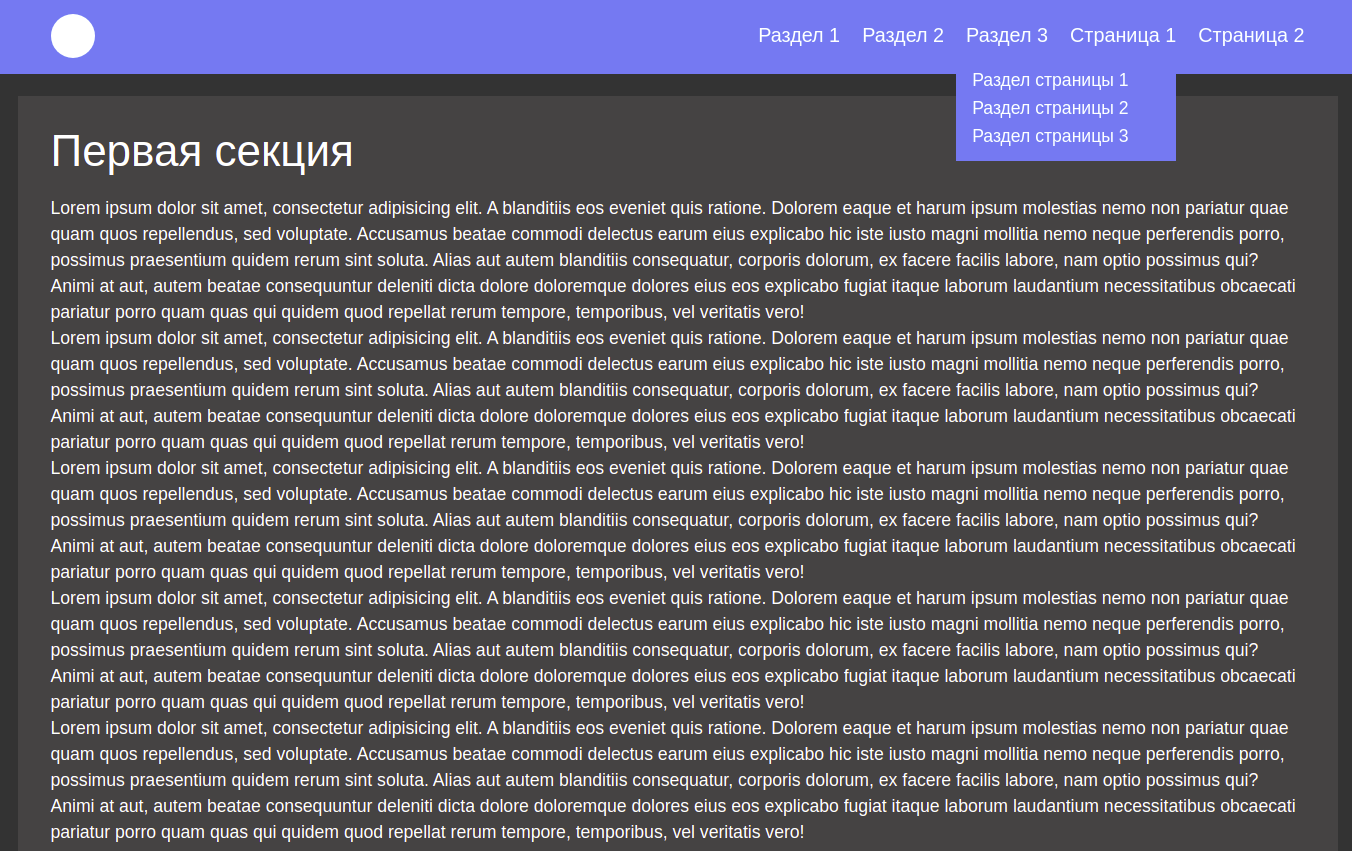 Раздел 1 Раздел 2 Раздел 3 Страница 1 Страница 2
Раздел страницы 1
Раздел страницы 2
Раздел страницы 3
Первая секция
Lorem ipsum dolor sit amet, consectetur adipisicing elit. A blanditiis eos eveniet quis ratione. Dolorem eaque et harum ipsum molestias nemo non pariatur quae
quam quos repellendus, sed voluptate. Accusamus beatae commodi delectus earum eius explicabo hic iste iusto magni mollitia nemo neque perferendis porro,
possimus praesentium quidem rerum sint soluta. Alias aut autem blanditiis consequatur, corporis dolorum, ex facere facilis labore, nam optio possimus qui?
Animi at aut, autem beatae consequuntur deleniti dicta dolore doloremque dolores eius eos explicabo fugiat itaque laborum laudantium necessitatibus obcaecati
pariatur porro quam quas qui quidem quod repellat rerum tempore, temporibus, vel veritatis vero!
Lorem ipsum dolor sit amet, consectetur adipisicing elit. A blanditiis eos eveniet quis ratione. Dolorem eaque et harum ipsum molestias nemo non pariatur quae
quam quos repellendus, sed voluptate. Accusamus beatae commodi delectus earum eius explicabo hic iste iusto magni mollitia nemo neque perferendis porro,
possimus praesentium quidem rerum sint soluta. Alias aut autem blanditiis consequatur, corporis dolorum, ex facere facilis labore, nam optio possimus qui?
Animi at aut, autem beatae consequuntur deleniti dicta dolore doloremque dolores eius eos explicabo fugiat itaque laborum laudantium necessitatibus obcaecati
pariatur porro quam quas qui quidem quod repellat rerum tempore, temporibus, vel veritatis vero!
Lorem ipsum dolor sit amet, consectetur adipisicing elit. A blanditiis eos eveniet quis ratione. Dolorem eaque et harum ipsum molestias nemo non pariatur quae
quam quos repellendus, sed voluptate. Accusamus beatae commodi delectus earum eius explicabo hic iste iusto magni mollitia nemo neque perferendis porro,
possimus praesentium quidem rerum sint soluta. Alias aut autem blanditiis consequatur, corporis dolorum, ex facere facilis labore, nam optio possimus qui?
Animi at aut, autem beatae consequuntur deleniti dicta dolore doloremque dolores eius eos explicabo fugiat itaque laborum laudantium necessitatibus obcaecati
pariatur porro quam quas qui quidem quod repellat rerum tempore, temporibus, vel veritatis vero!
Lorem ipsum dolor sit amet, consectetur adipisicing elit. A blanditiis eos eveniet quis ratione. Dolorem eaque et harum ipsum molestias nemo non pariatur quae
quam quos repellendus, sed voluptate. Accusamus beatae commodi delectus earum eius explicabo hic iste iusto magni mollitia nemo neque perferendis porro,
possimus praesentium quidem rerum sint soluta. Alias aut autem blanditiis consequatur, corporis dolorum, ex facere facilis labore, nam optio possimus qui?
Animi at aut, autem beatae consequuntur deleniti dicta dolore doloremque dolores eius eos explicabo fugiat itaque laborum laudantium necessitatibus obcaecati
pariatur porro quam quas qui quidem quod repellat rerum tempore, temporibus, vel veritatis vero!
Lorem ipsum dolor sit amet, consectetur adipisicing elit. A blanditiis eos eveniet quis ratione. Dolorem eaque et harum ipsum molestias nemo non pariatur quae
quam quos repellendus, sed voluptate. Accusamus beatae commodi delectus earum eius explicabo hic iste iusto magni mollitia nemo neque perferendis porro,
possimus praesentium quidem rerum sint soluta. Alias aut autem blanditiis consequatur, corporis dolorum, ex facere facilis labore, nam optio possimus qui?
Animi at aut, autem beatae consequuntur deleniti dicta dolore doloremque dolores eius eos explicabo fugiat itaque laborum laudantium necessitatibus obcaecati
pariatur porro quam quas qui quidem quod repellat rerum tempore, temporibus, vel veritatis vero!